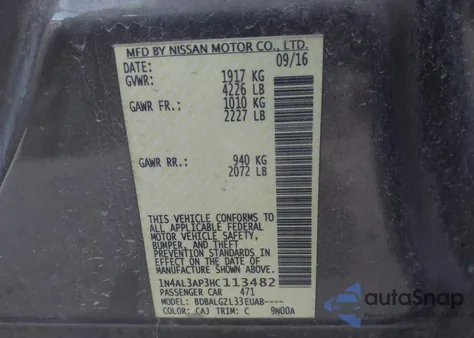 MFD BY NISSAN MOTOR CO., LTD.
DATE: 09/16
GVWR: 1917 KG
4226 LB
GAWR FR.: 1010 KG
2227 LB
GAWR RR.: 940 KG
2072 LB
THIS VEHICLE CONFORMS TO
ALL APPLICABLE FEDERAL
MOTOR VEHICLE SAFETY,
BUMPER, AND THEFT
PREVENTION STANDARDS IN
EFFECT ON THE DATE OF
MANUFACTURE SHOWN ABOVE.
1N4AL3AP3HC113482
PASSENGER CAR 471
MODEL: BDBALGZL33EUAB----
COLOR: CAJ TRIM: C 9N00A
autosnap